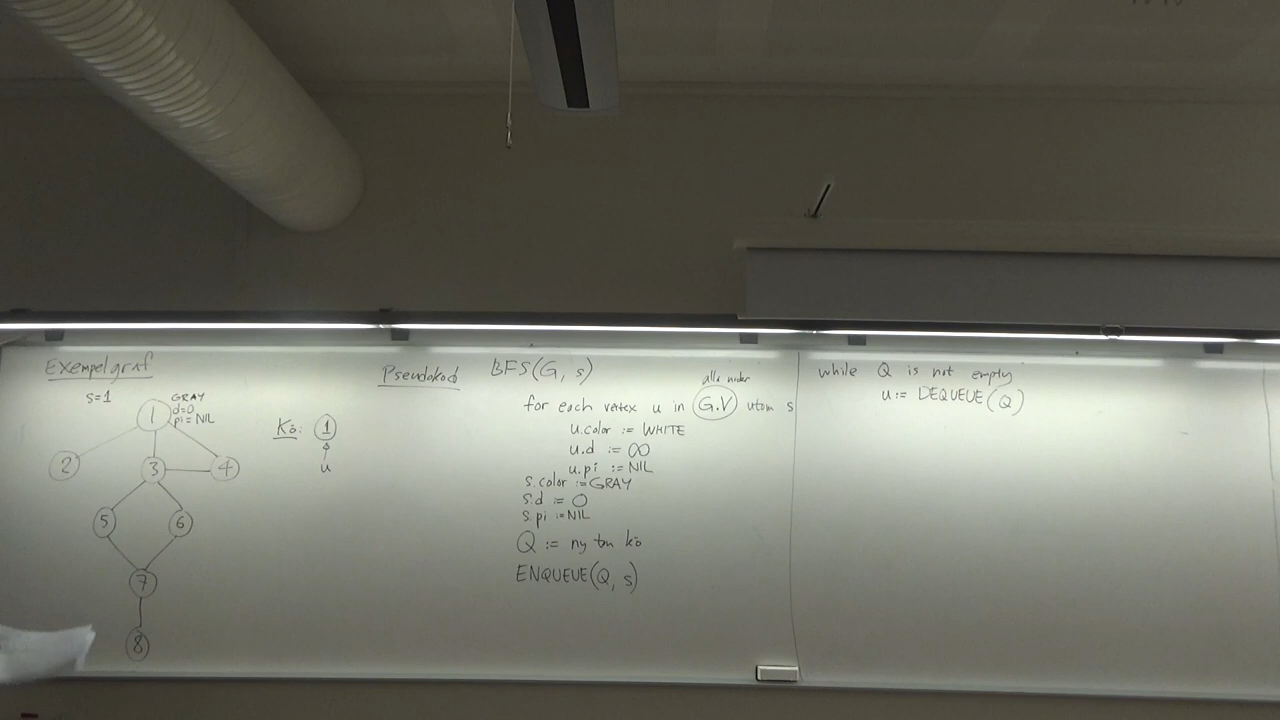 Exempelgraf
s=1
GRAY
d=0
pi=NIL
1
2
3
4
5
6
7
8
Kö: 1
u
Pseudokod
BFS(G, s)
alla noder
for each vertex u in G.V utom s
u.color := WHITE
u.d := ∞
u.pi := NIL
s.color := GRAY
s.d := 0
s.pi := NIL
Q := ny tom kö
ENQUEUE(Q, s)
while Q is not empty
u := DEQUEUE(Q)